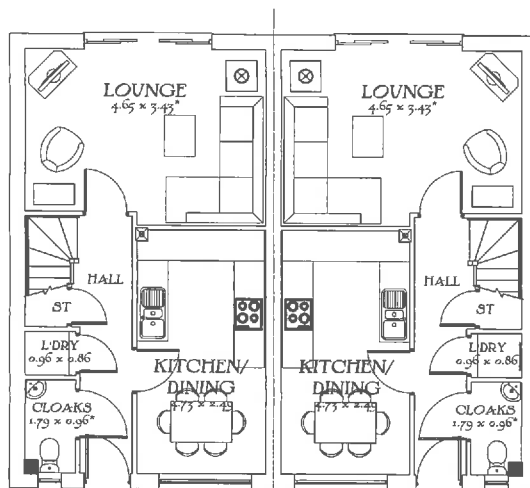 LOUNGE
4.65 x 3.43*
HALL
ST
L'DRY
0.96 x 0.86
KITCHEN/
DINING
4.73 x 2.49
CLOAKS
1.79 x 0.96*
LOUNGE
4.65 x 3.43*
HALL
ST
L'DRY
0.96 x 0.86
KITCHEN/
DINING
4.73 x 2.49
CLOAKS
1.79 x 0.96*